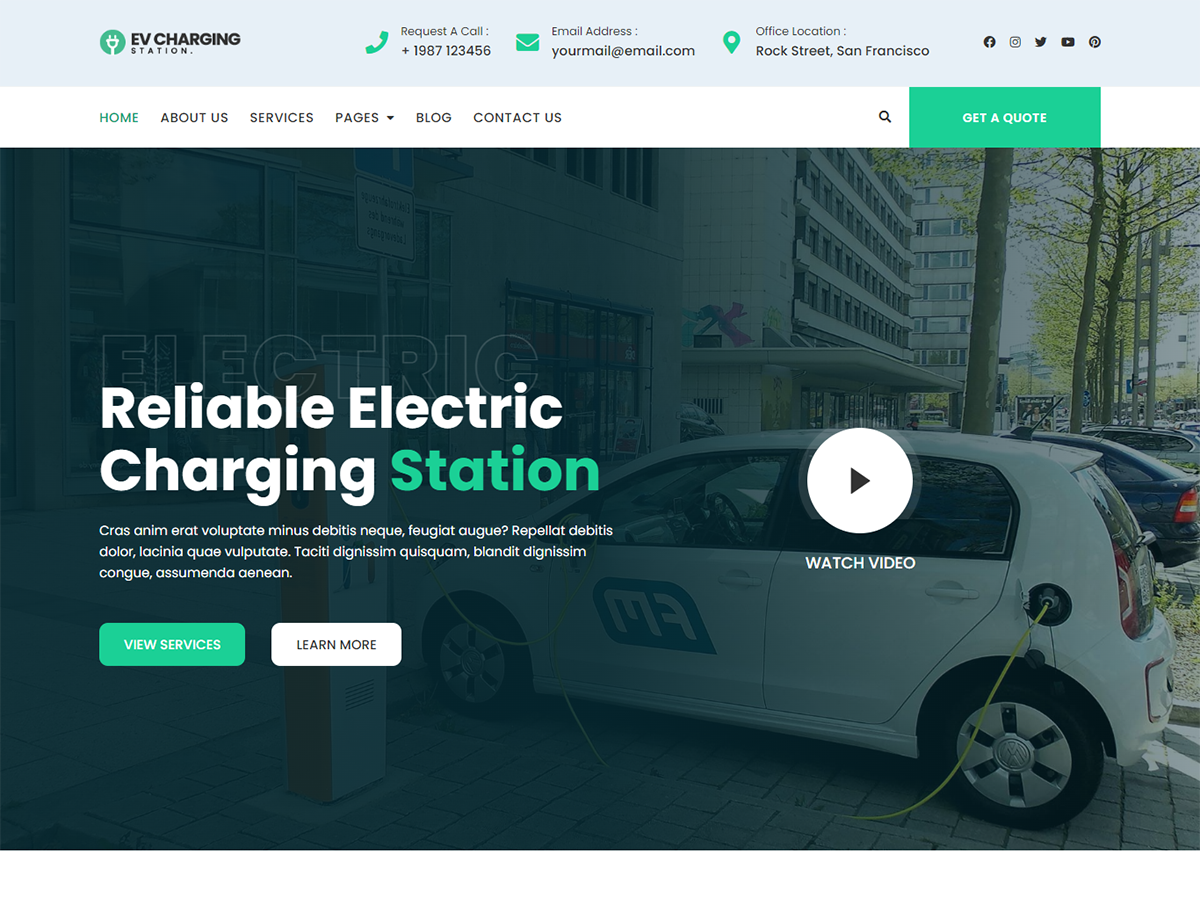 EV CHARGING
STATION.
Request A Call :
+ 1987 123456
Email Address :
yourmail@email.com
Office Location :
Rock Street, San Francisco
HOME
ABOUT US
SERVICES
PAGES
BLOG
CONTACT US
GET A QUOTE
ELECTRIC
Reliable Electric
Charging Station
Cras anim erat voluptate minus debitis neque, feugiat augue? Repellat debitis
dolor, lacinia quae vulputate. Taciti dignissim quisquam, blandit dignissim
congue, assumenda aenean.
VIEW SERVICES
LEARN MORE
WATCH VIDEO